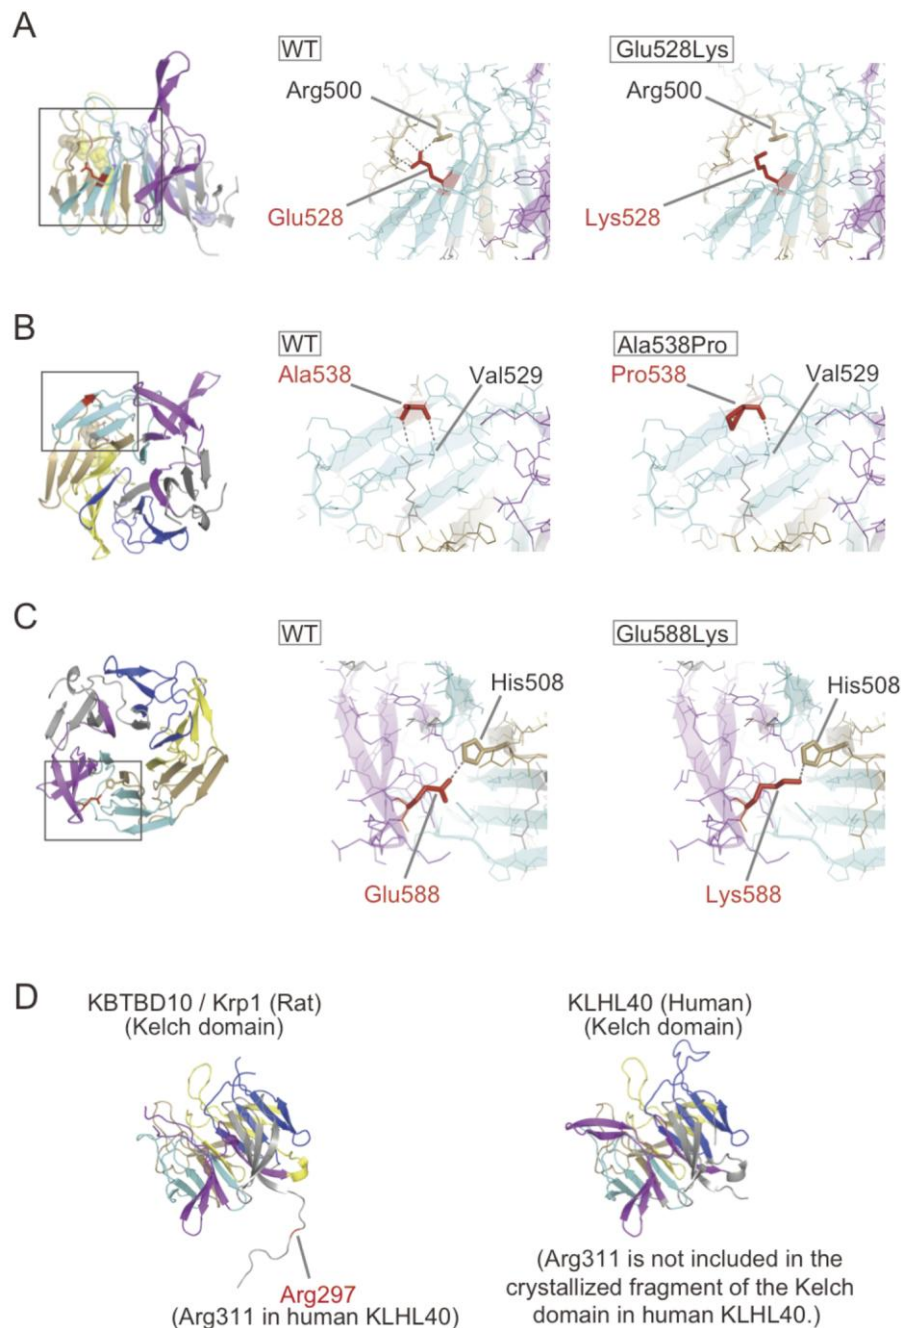 A
WT
Glu528Lys
Arg500
Arg500
Glu528
Lys528
B
WT
Ala538Pro
Ala538
Val529
Pro538
Val529
C
WT
Glu588Lys
His508
His508
Glu588
Lys588
D
KBTBD10 / Krp1 (Rat)
(Kelch domain)
KLHL40 (Human)
(Kelch domain)
Arg297
(Arg311 in human KLHL40)
(Arg311 is not included in the
crystallized fragment of the Kelch
domain in human KLHL40.)